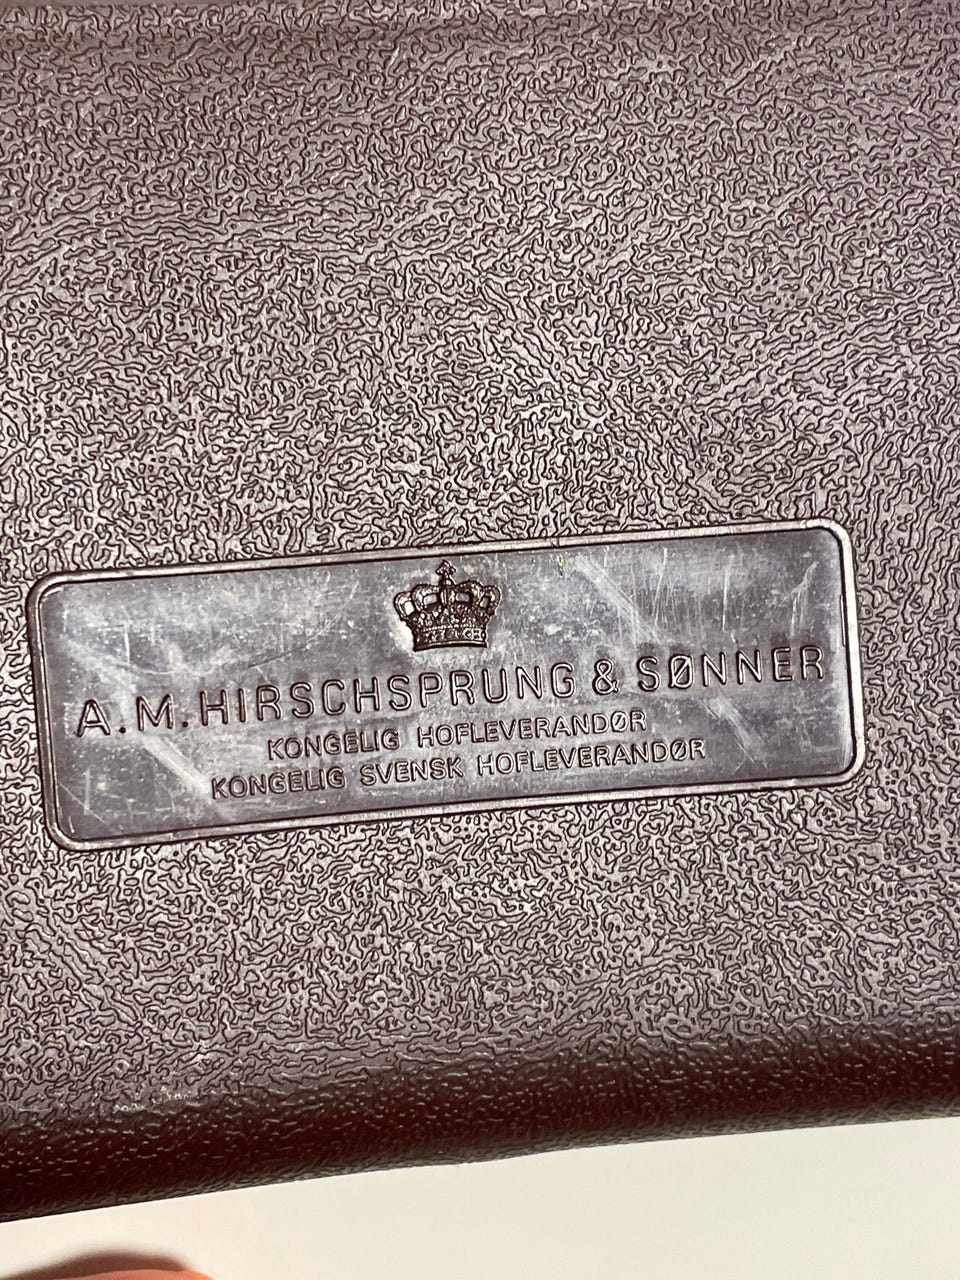 A.M. HIRSCHSPRUNG & SØNNER
KONGELIG HOFLEVERANDØR
KONGELIG SVENSK HOFLEVERANDØR